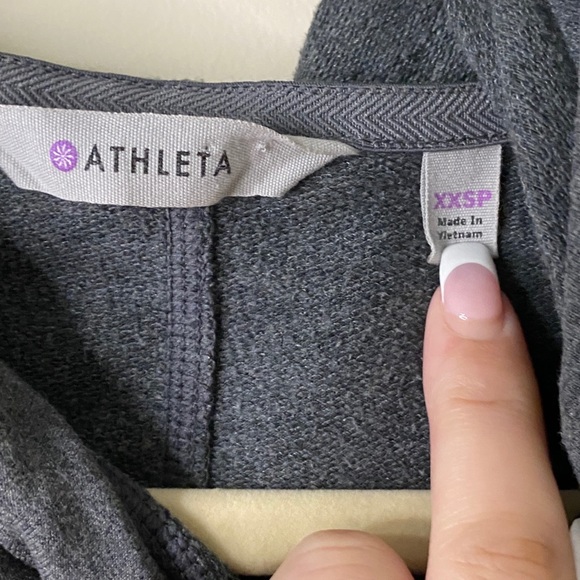 ATHLETA
XXSP
Made In
Vietnam